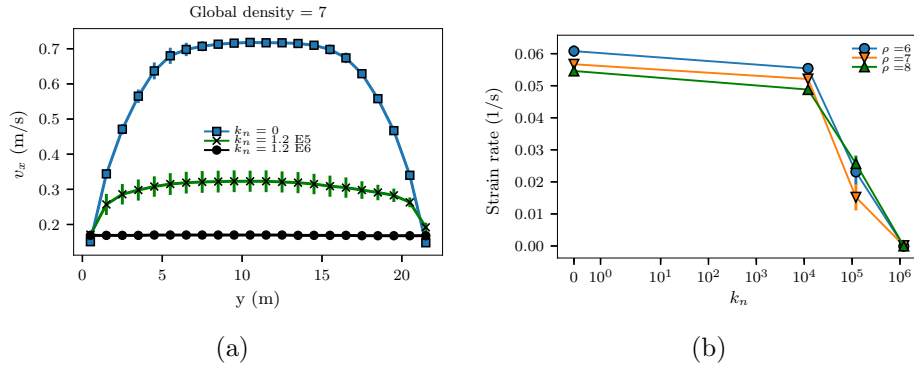 Global density = 7
0.7
0.6
0.5
0.4
0.3
0.2
v_x (m/s)
k_n = 0
k_n = 1.2 E5
k_n = 1.2 E6
0 5 10 15 20
y (m)
(a)
0.06
0.05
0.04
0.03
0.02
0.01
0.00
Strain rate (1/s)
ρ =6
ρ =7
ρ =8
0 10^0 10^1 10^2 10^3 10^4 10^5 10^6
k_n
(b)